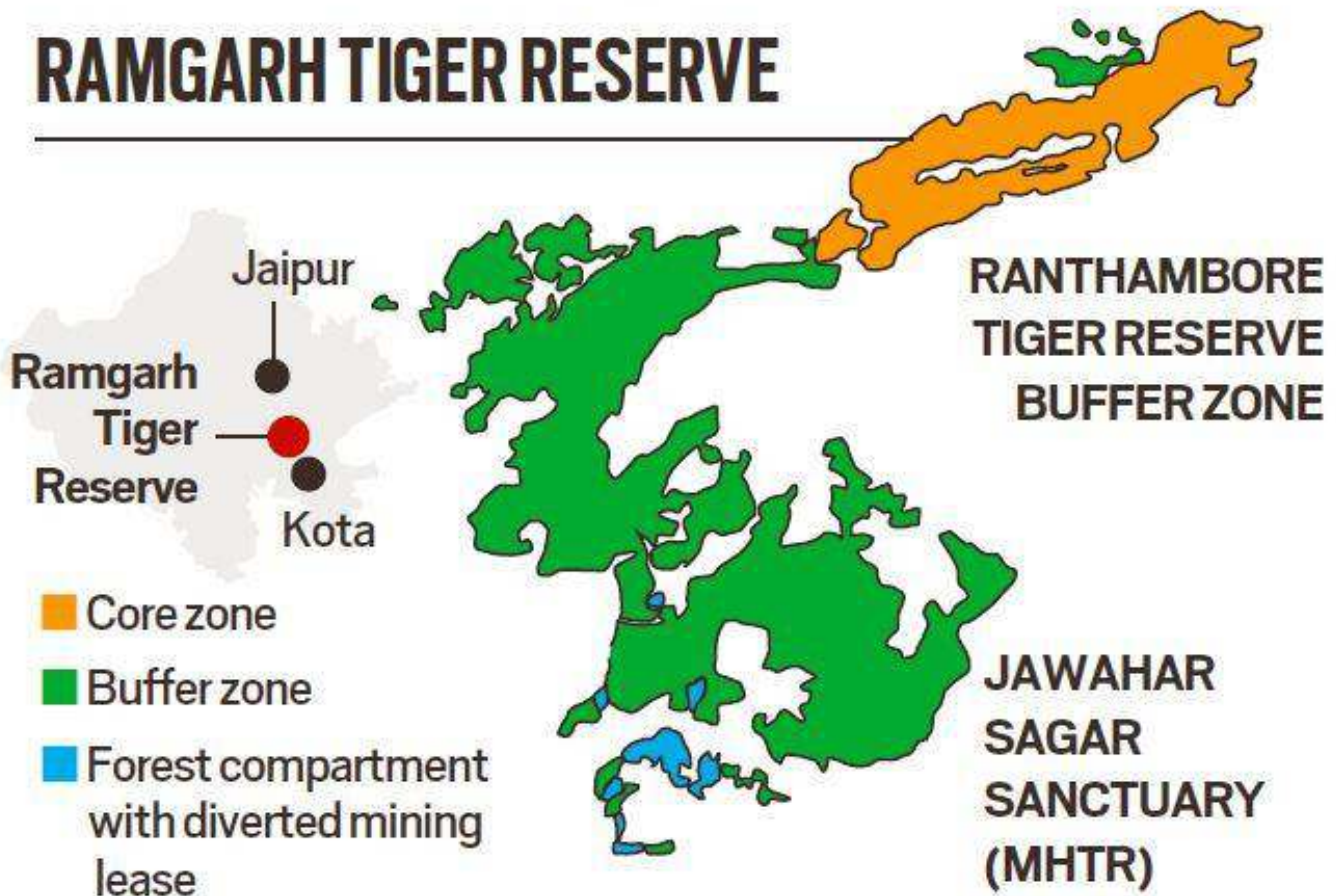 RAMGARH TIGER RESERVE
Jaipur
Ramgarh
Tiger
Reserve
Kota
Core zone
Buffer zone
Forest compartment
with diverted mining
lease
RANTHAMBORE
TIGER RESERVE
BUFFER ZONE
JAWAHAR
SAGAR
SANCTUARY
(MHTR)